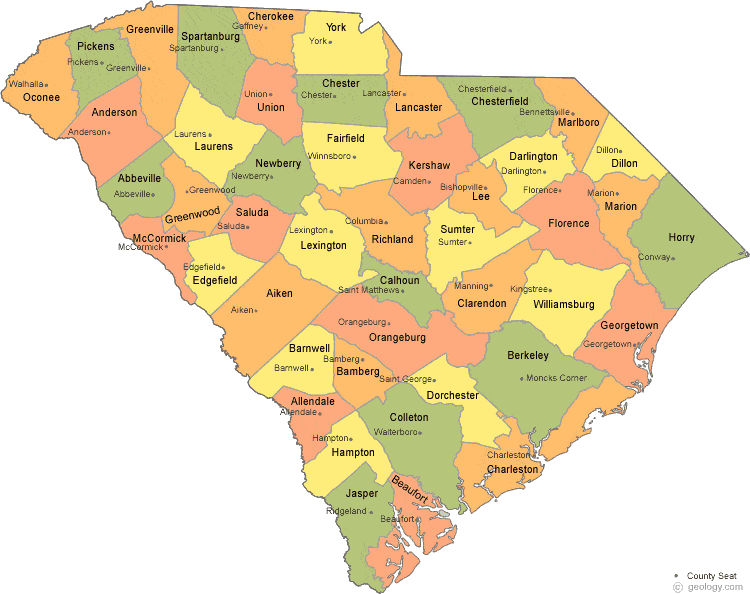 Cherokee
Gaffney
Greenville
York
York
Spartanburg
Spartanburg
Pickens
Pickens
Greenville
Walhalla
Oconee
Union
Union
Chester
Chester
Lancaster
Lancaster
Chesterfield
Chesterfield
Bennettsville
Marlboro
Anderson
Anderson
Laurens
Laurens
Fairfield
Winnsboro
Newberry
Newberry
Kershaw
Camden
Darlington
Darlington
Dillon
Dillon
Abbeville
Abbeville
Greenwood
Greenwood
Bishopville
Lee
Florence
Florence
Marion
Marion
Saluda
Saluda
Columbia
Richland
Lexington
Lexington
Sumter
Sumter
Horry
Conway
McCormick
McCormick
Edgefield
Edgefield
Calhoun
Saint Matthews
Manning
Clarendon
Kingstree
Williamsburg
Aiken
Aiken
Orangeburg
Orangeburg
Georgetown
Georgetown
Barnwell
Barnwell
Bamberg
Bamberg
Berkeley
Moncks Corner
Saint George
Dorchester
Allendale
Allendale
Colleton
Walterboro
Hampton
Hampton
Charleston
Charleston
Jasper
Ridgeland
Beaufort
Beaufort
County Seat
© geology.com